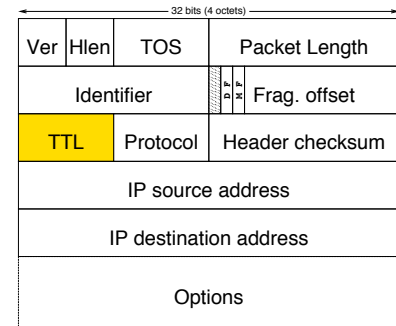 32 bits (4 octets)
Ver Hlen TOS Packet Length
Identifier D F M F Frag. offset
TTL Protocol Header checksum
IP source address
IP destination address
Options